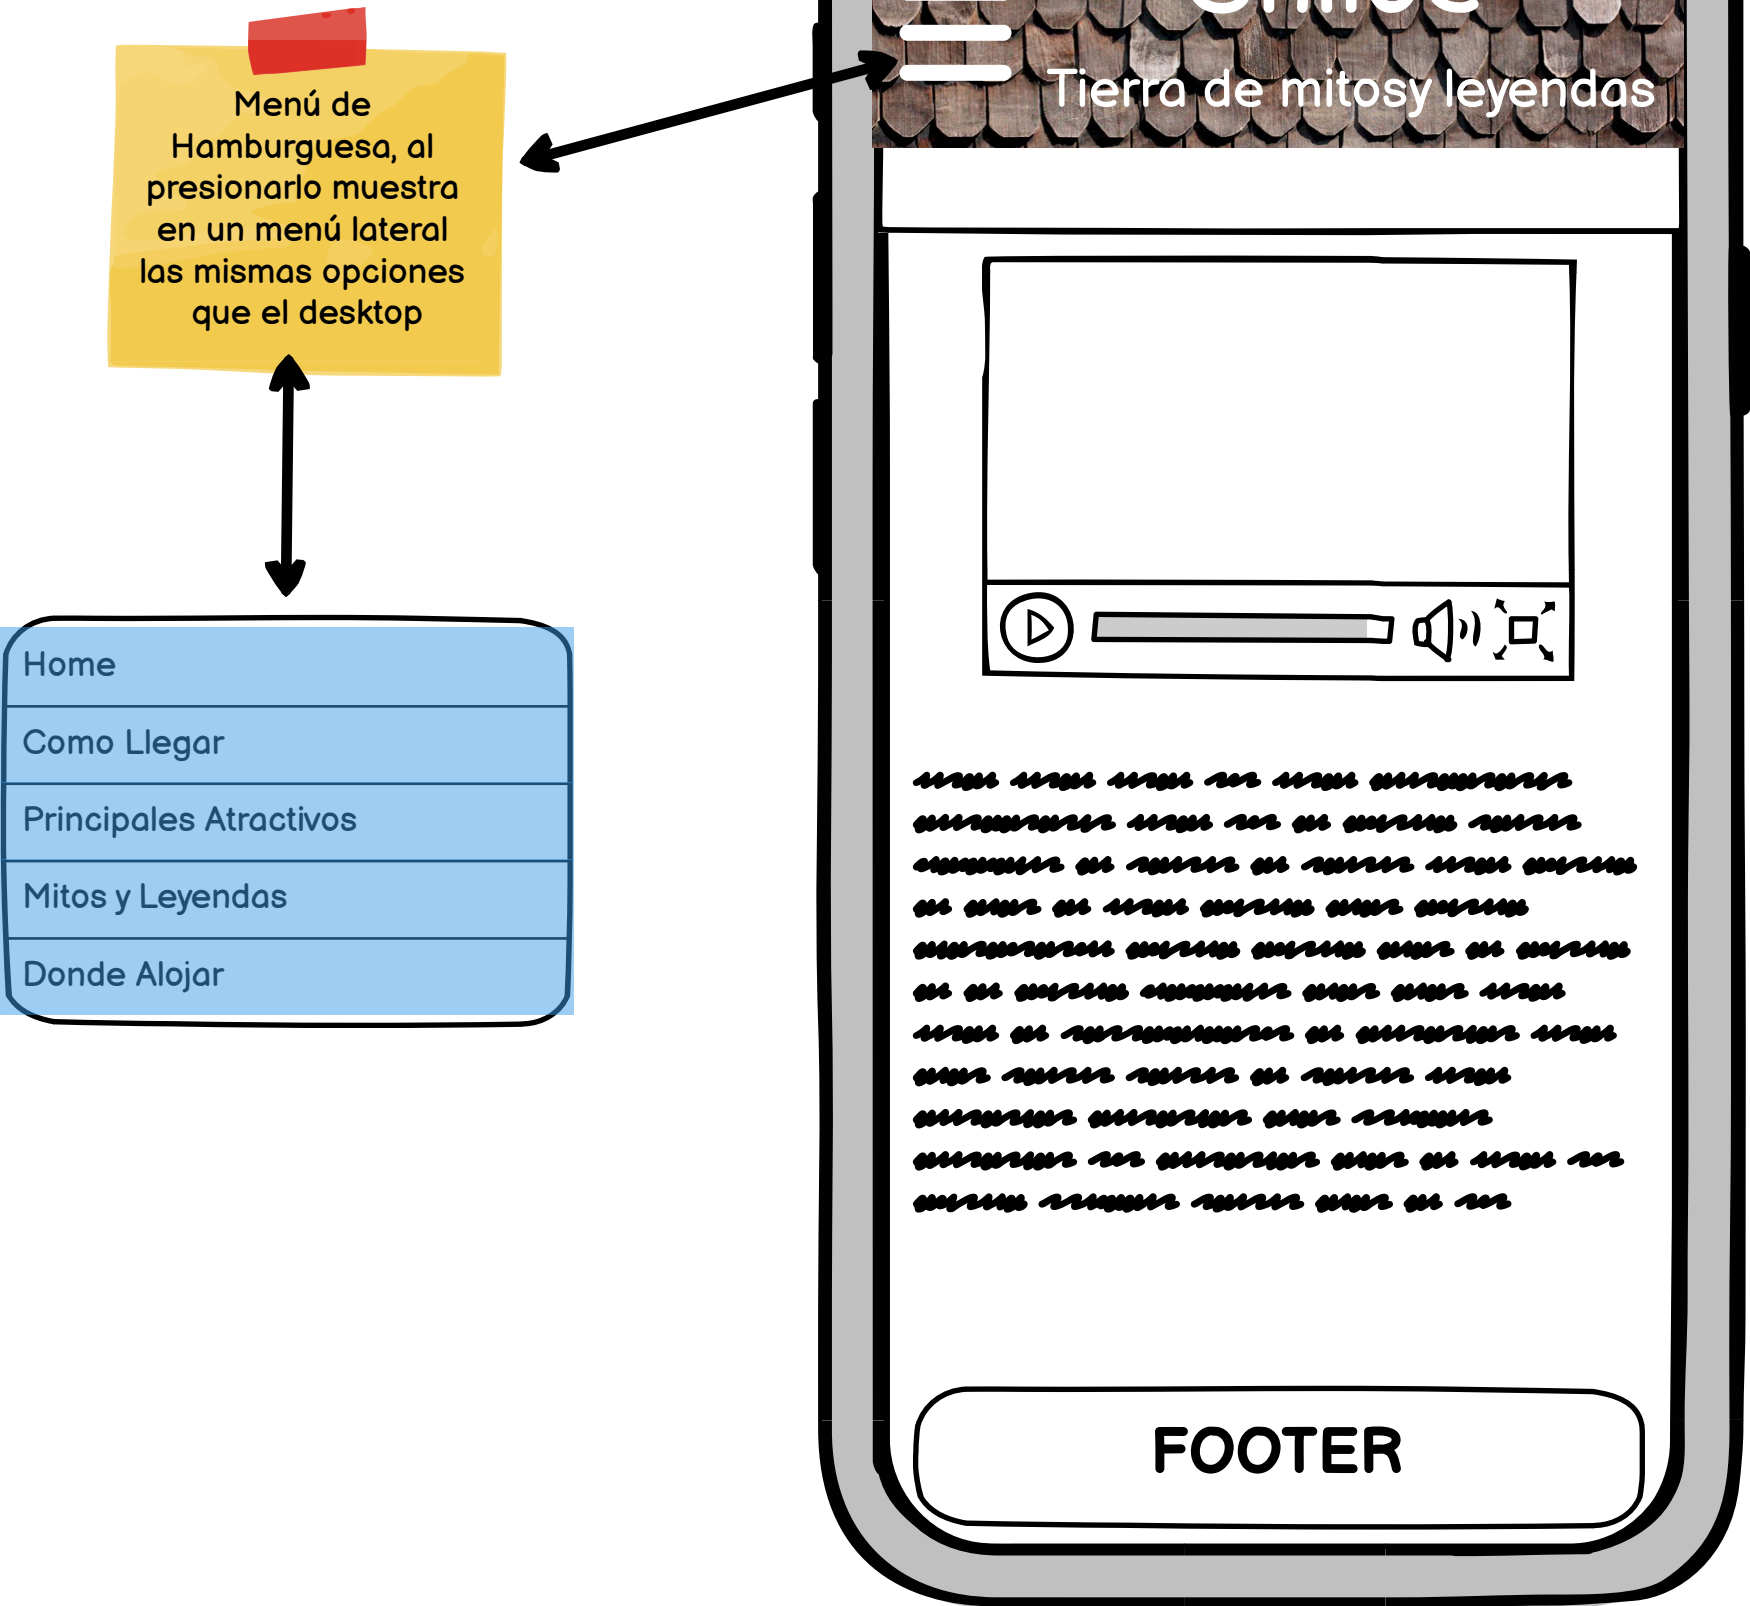 Menú de
Hamburguesa, al
presionarlo muestra
en un menú lateral
las mismas opciones
que el desktop
Home
Como Llegar
Principales Atractivos
Mitos y Leyendas
Donde Alojar
Tierra de mitosy leyendas
FOOTER